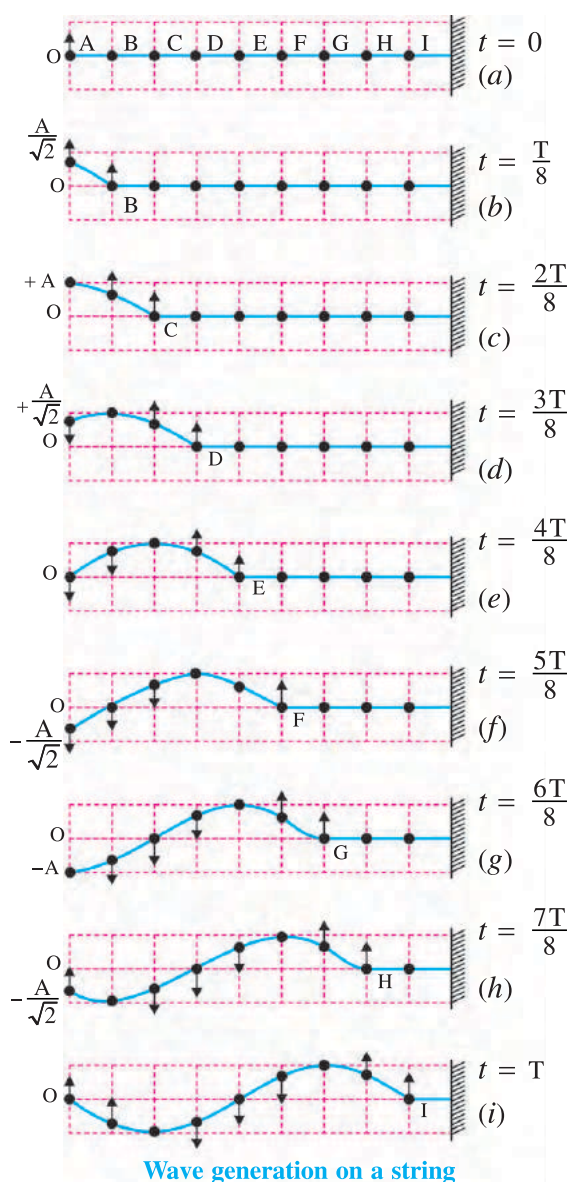 O A B C D E F G H I t = 0
(a)
A/√2
O B t = T/8
(b)
+ A
O C t = 2T/8
(c)
+ A/√2
O D t = 3T/8
(d)
O E t = 4T/8
(e)
O F t = 5T/8
− A/√2 (f)
O G t = 6T/8
−A (g)
O H t = 7T/8
− A/√2 (h)
O I t = T
(i)
Wave generation on a string